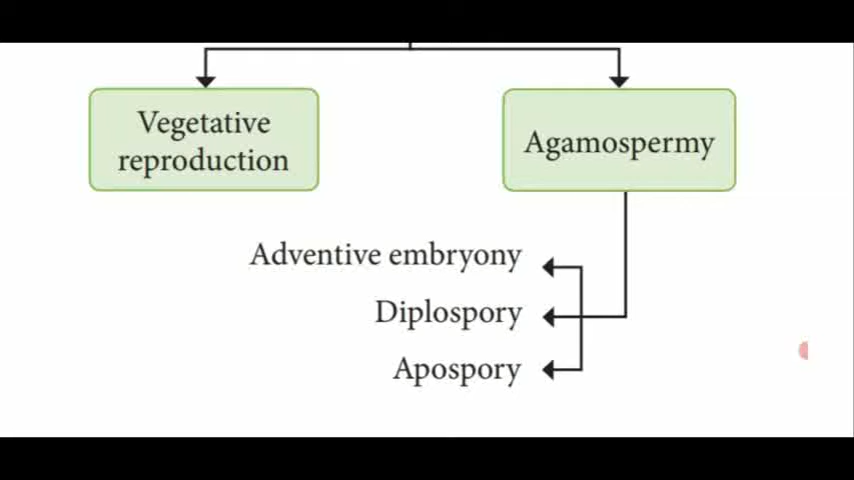 Vegetative
reproduction
Agamospermy
Adventive embryony
Diplospory
Apospory